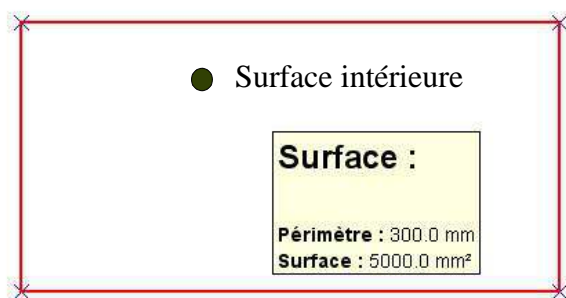 Surface intérieure
Surface :
Périmètre : 300.0 mm
Surface : 5000.0 mm²